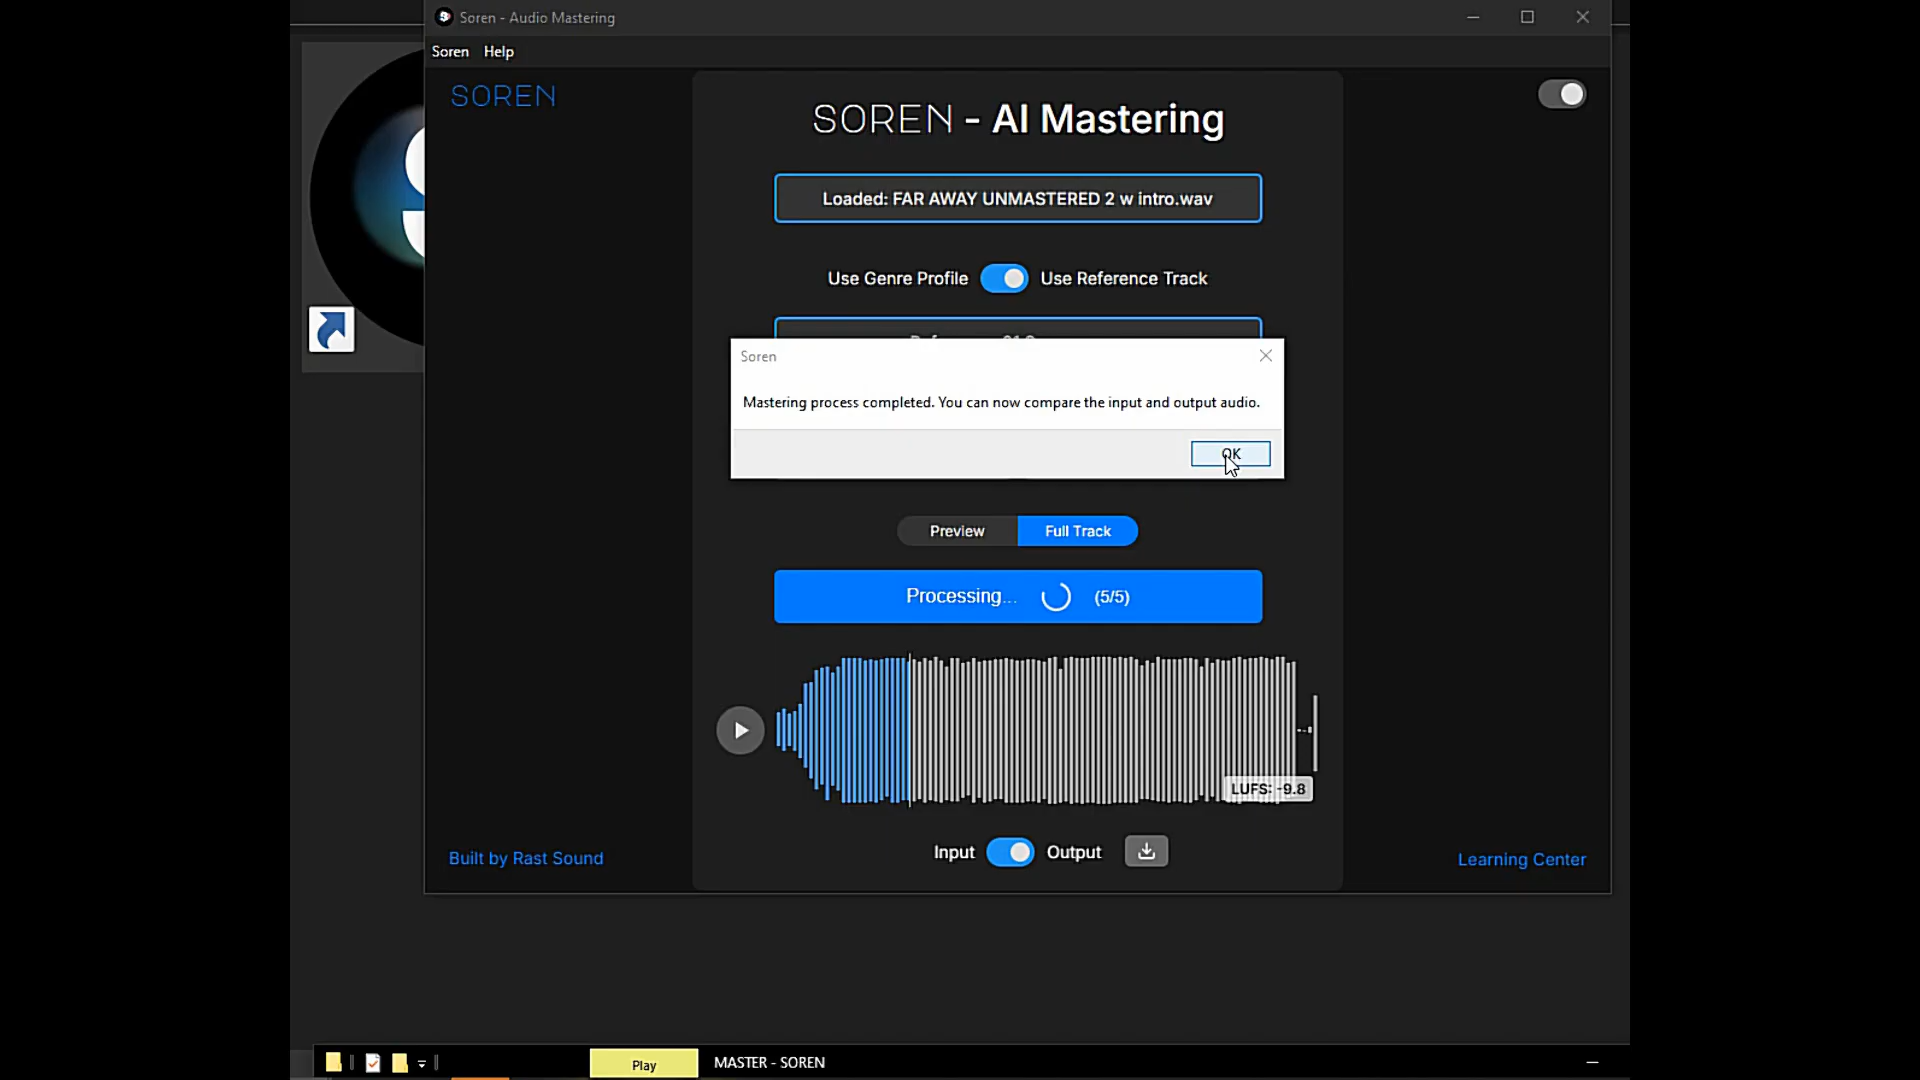 Soren - Audio Mastering
Soren Help
SOREN
SOREN - AI Mastering
Loaded: FAR AWAY UNMASTERED 2 w intro.wav
Use Genre Profile Use Reference Track
Soren
Mastering process completed. You can now compare the input and output audio.
OK
Preview Full Track
Processing... (5/5)
LUFS: -9.8
Input Output
Built by Rast Sound
Learning Center
Play MASTER - SOREN